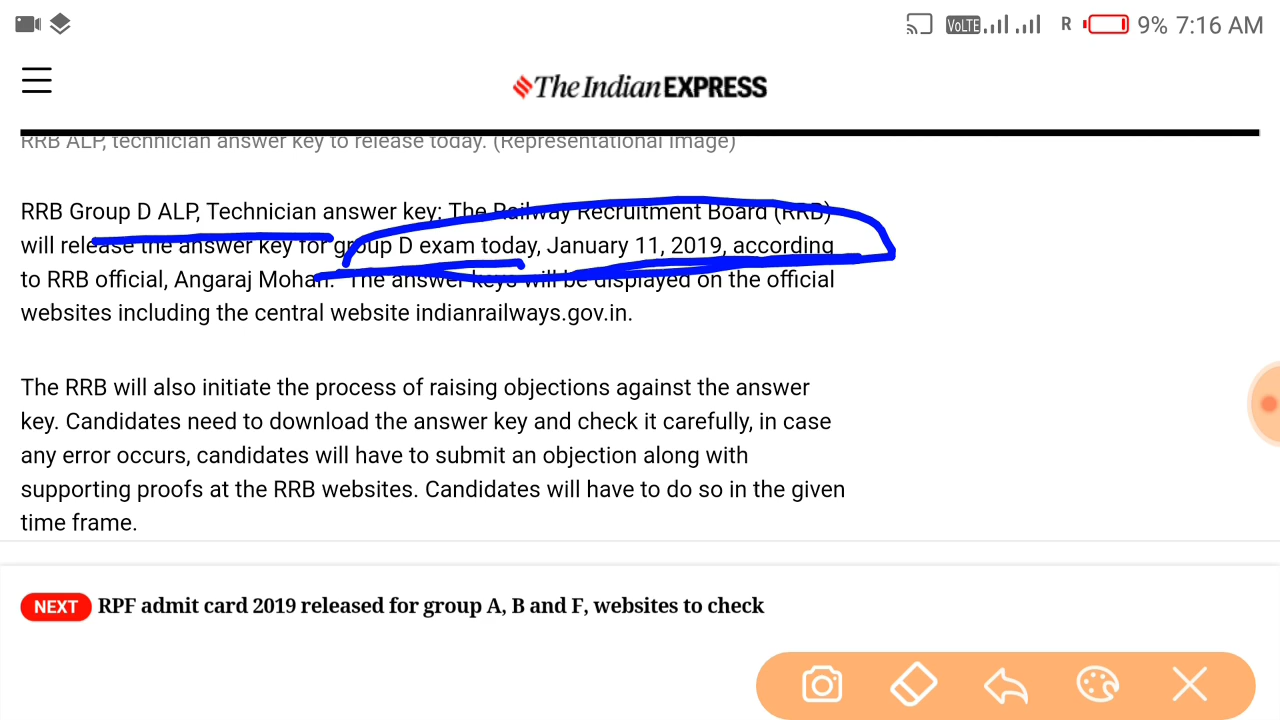 VoLTE R 9% 7:16 AM
The Indian EXPRESS
RRB ALP, technician answer key to release today. (Representational Image)
RRB Group D ALP, Technician answer key: The Railway Recruitment Board (RRB)
will release the answer key for group D exam today, January 11, 2019, according
to RRB official, Angaraj Mohan. “The answer keys will be displayed on the official
websites including the central website indianrailways.gov.in.
The RRB will also initiate the process of raising objections against the answer
key. Candidates need to download the answer key and check it carefully, in case
any error occurs, candidates will have to submit an objection along with
supporting proofs at the RRB websites. Candidates will have to do so in the given
time frame.
NEXT RPF admit card 2019 released for group A, B and F, websites to check